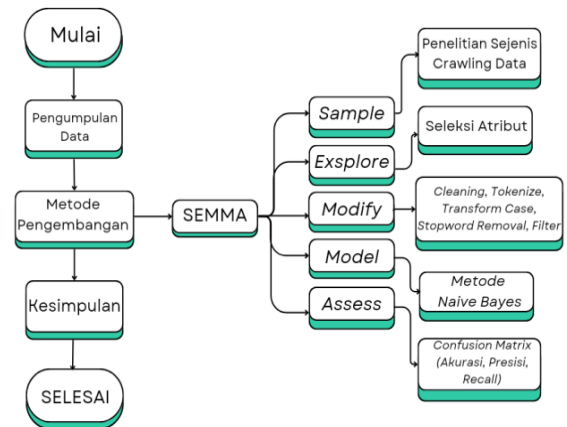 Mulai
Pengumpulan
Data
Metode
Pengembangan
Kesimpulan
SELESAI
SEMMA
Sample
Exsplore
Modify
Model
Assess
Penelitian Sejenis
Crawling Data
Seleksi Atribut
Cleaning, Tokenize,
Transform Case,
Stopword Removal, Filter
Metode
Naive Bayes
Confusion Matrix
(Akurasi, Presisi,
Recall)